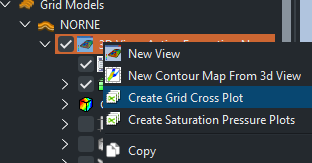 Grid Models
NORNE
New View
New Contour Map From 3d View
Create Grid Cross Plot
Create Saturation Pressure Plots
Copy